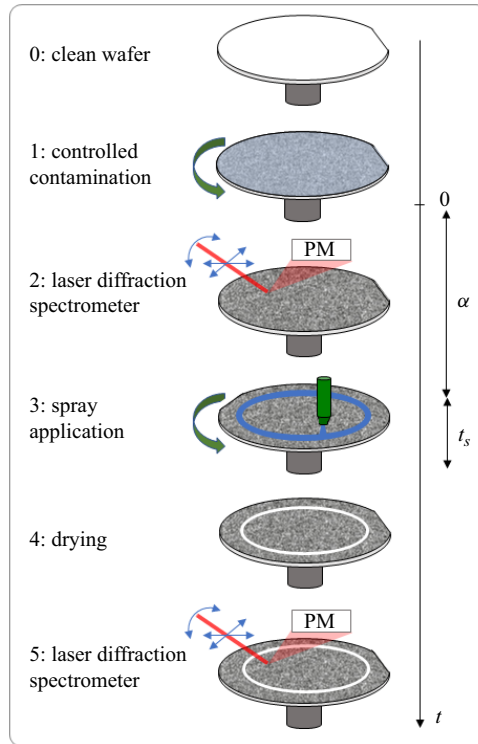 0: clean wafer
1: controlled
contamination
0
PM
2: laser diffraction
spectrometer
α
3: spray
application
tₛ
4: drying
PM
5: laser diffraction
spectrometer
t